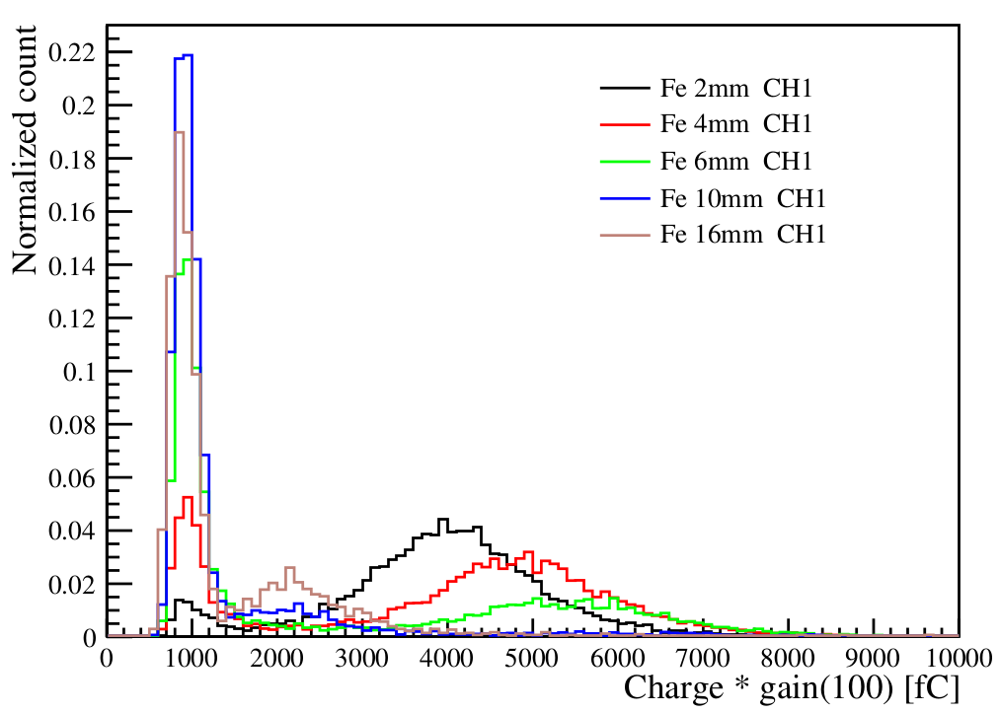 Normalized count
0.22
0.2
0.18
0.16
0.14
0.12
0.1
0.08
0.06
0.04
0.02
0
Fe 2mm CH1
Fe 4mm CH1
Fe 6mm CH1
Fe 10mm CH1
Fe 16mm CH1
0 1000 2000 3000 4000 5000 6000 7000 8000 9000 10000
Charge * gain(100) [fC]